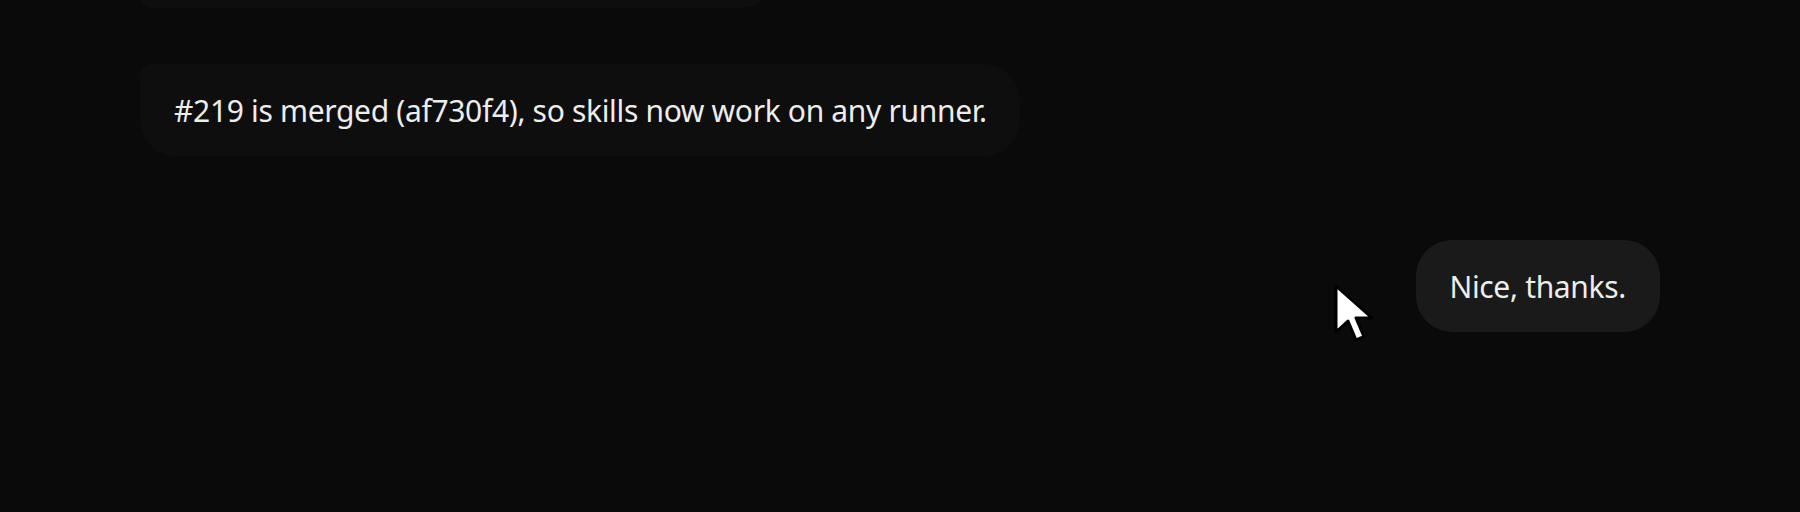 #219 is merged (af730f4), so skills now work on any runner.
Nice, thanks.